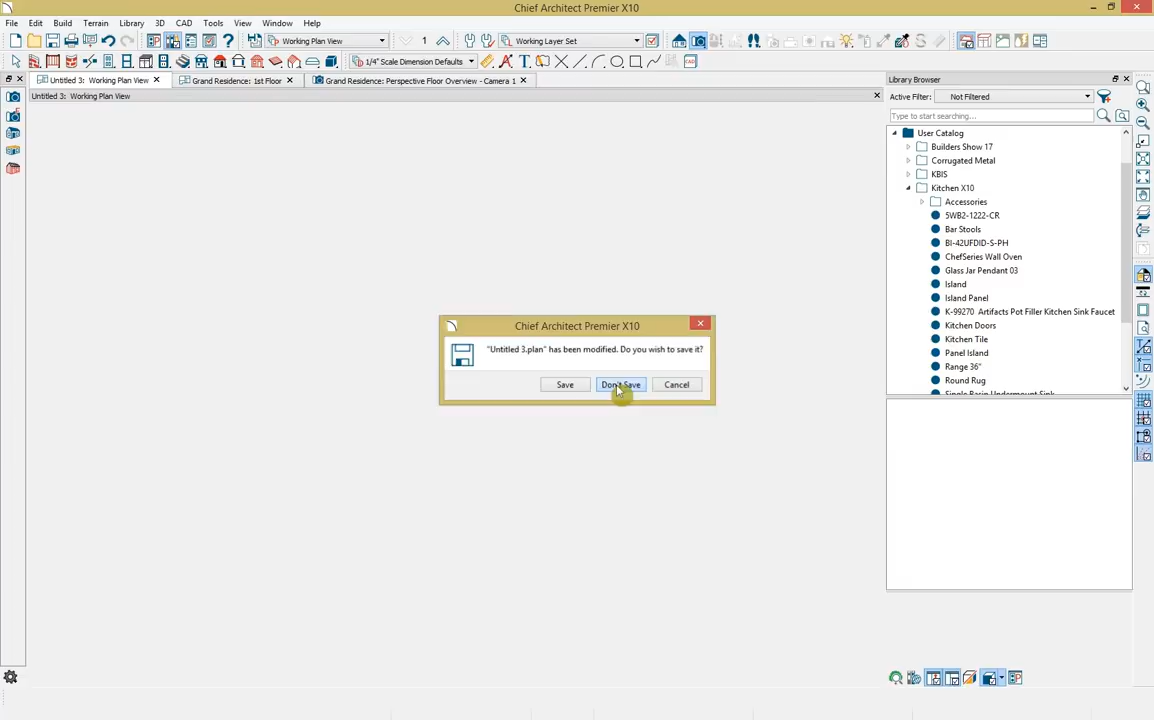 Chief Architect Premier X10
File Edit Build Terrain Library 3D CAD Tools View Window Help
Working Plan View 1 Working Layer Set
1/4" Scale Dimension Defaults
Untitled 3: Working Plan View Grand Residence: 1st Floor Grand Residence: Perspective Floor Overview - Camera 1
Untitled 3: Working Plan View
Library Browser
Active Filter: Not Filtered
Type to start searching...
User Catalog
Builders Show 17
Corrugated Metal
KBIS
Kitchen X10
Accessories
5WB2-1222-CR
Bar Stools
BI-42UFDID-S-PH
ChefSeries Wall Oven
Glass Jar Pendant 03
Island
Island Panel
K-99270 Artifacts Pot Filler Kitchen Sink Faucet
Kitchen Doors
Kitchen Tile
Panel Island
Range 36"
Round Rug
Single Basin Undermount Sink
Chief Architect Premier X10
"Untitled 3.plan" has been modified. Do you wish to save it?
Save Don't Save Cancel